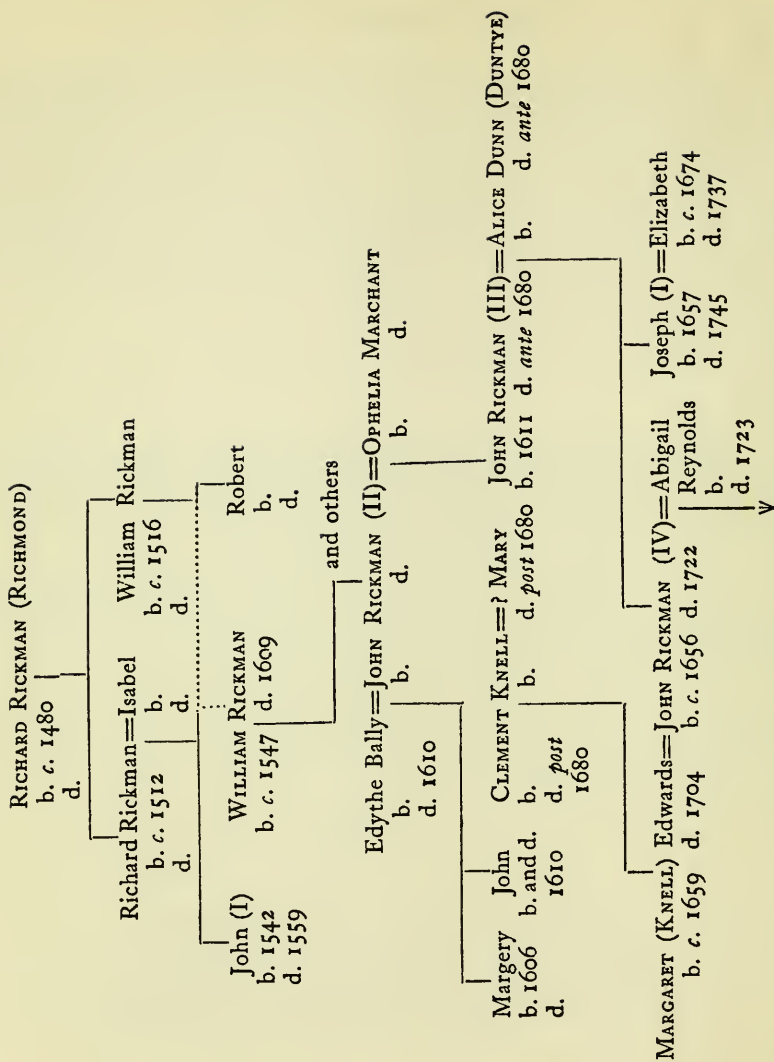 RICHARD RICKMAN (RICHMOND)
b. c. 1480
d.
Richard Rickman=Isabel
b. c. 1512 b.
d. d.
William Rickman
b. c. 1516
d.
John (I)
b. 1542
d. 1559
WILLIAM RICKMAN
b. c. 1547 d. 1609
Robert
b.
d.
and others
Edythe Bally=JOHN RICKMAN (II)=OPHELIA MARCHANT
b. b. b.
d. 1610 d. d.
Margery
b. 1606
d.
John
b. and d.
1610
CLEMENT KNELL=? MARY
b. b.
d. post d. post 1680
1680
JOHN RICKMAN (III)=ALICE DUNN (DUNTYE)
b. 1611 d. ante 1680 b. d. ante 1680
MARGARET (KNELL) Edwards=JOHN RICKMAN (IV)=Abigail
b. c. 1659 d. 1704 b. c. 1656 d. 1722 Reynolds
b.
d. 1723
Joseph (I)=Elizabeth
b. 1657 b. c. 1674
d. 1745 d. 1737